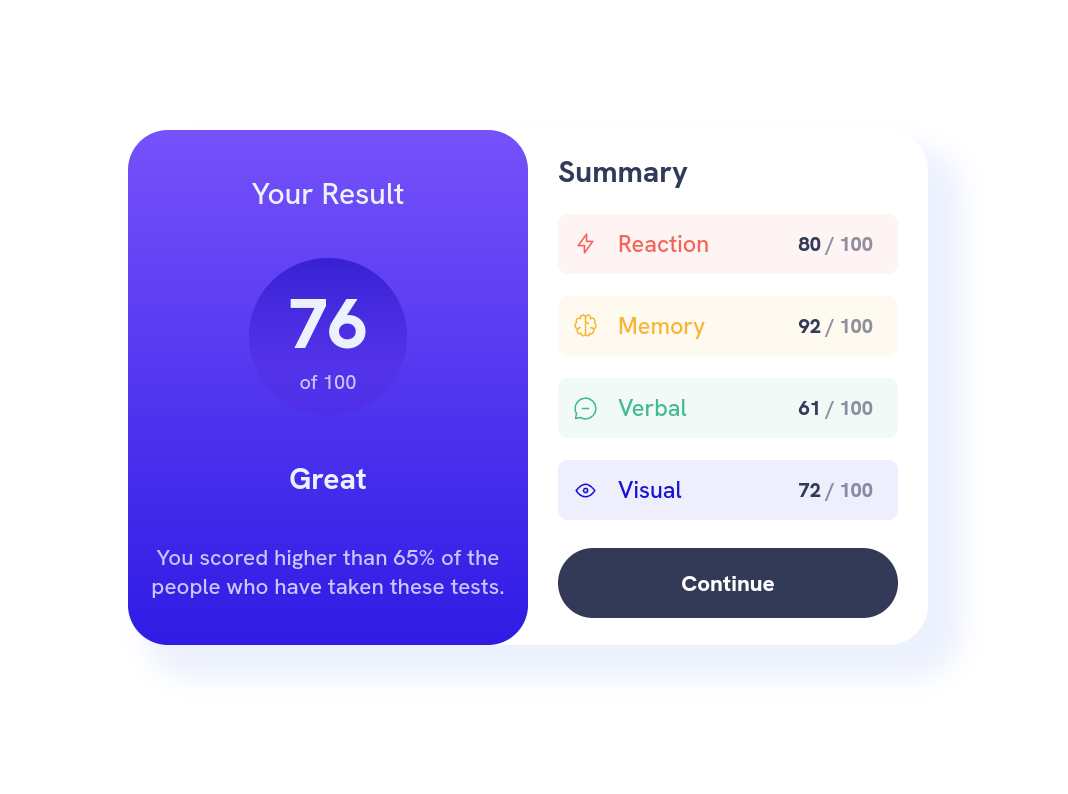 Your Result
76
of 100
Great
You scored higher than 65% of the
people who have taken these tests.
Summary
Reaction 80 / 100
Memory 92 / 100
Verbal 61 / 100
Visual 72 / 100
Continue